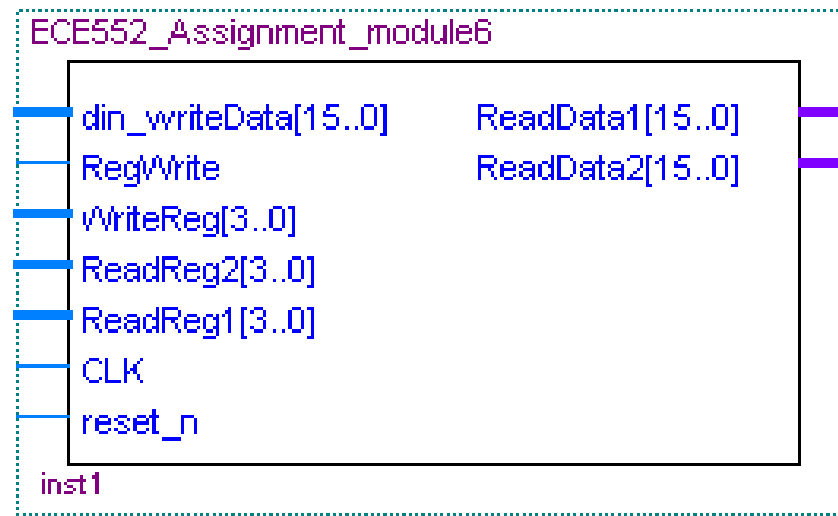 ECE552_Assignment_module6
din_writeData[15..0] ReadData1[15..0]
RegWrite ReadData2[15..0]
WriteReg[3..0]
ReadReg2[3..0]
ReadReg1[3..0]
CLK
reset_n
inst1